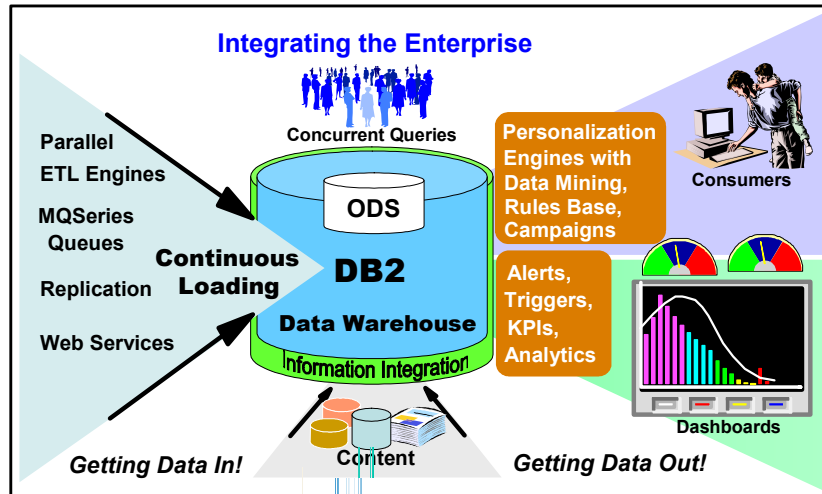 Integrating the Enterprise
Concurrent Queries
Parallel
ETL Engines
MQSeries
Queues
Replication
Web Services
Continuous
Loading
ODS
DB2
Data Warehouse
Information Integration
Personalization
Engines with
Data Mining,
Rules Base,
Campaigns
Consumers
Alerts,
Triggers,
KPIs,
Analytics
Dashboards
Getting Data In!
Content
Getting Data Out!